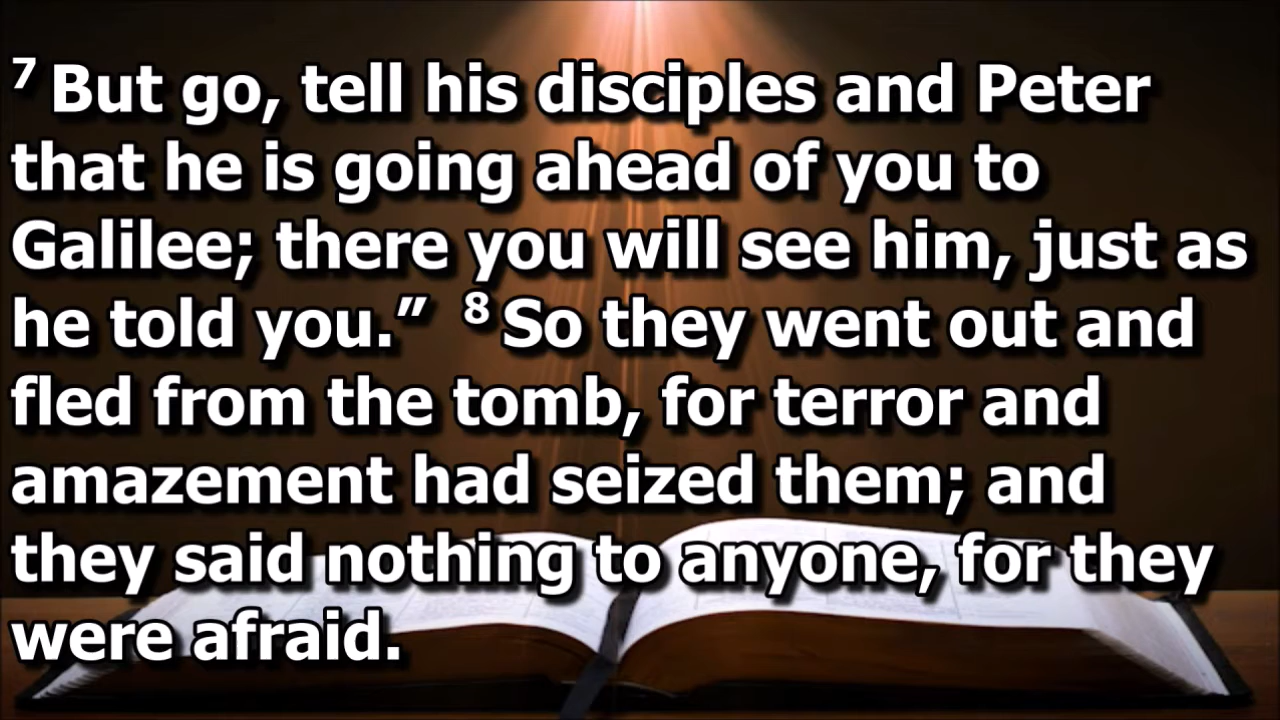 ⁷ But go, tell his disciples and Peter
that he is going ahead of you to
Galilee; there you will see him, just as
he told you.” ⁸ So they went out and
fled from the tomb, for terror and
amazement had seized them; and
they said nothing to anyone, for they
were afraid.